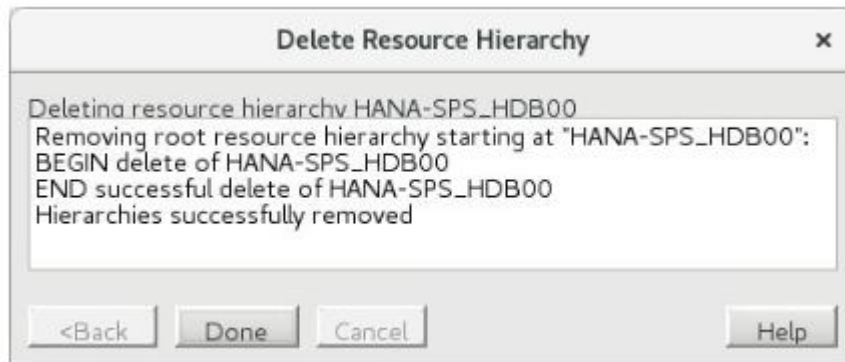 Delete Resource Hierarchy
×
Deleting resource hierarchy HANA-SPS_HDB00
Removing root resource hierarchy starting at "HANA-SPS_HDB00":
BEGIN delete of HANA-SPS_HDB00
END successful delete of HANA-SPS_HDB00
Hierarchies successfully removed
<Back Done Cancel Help